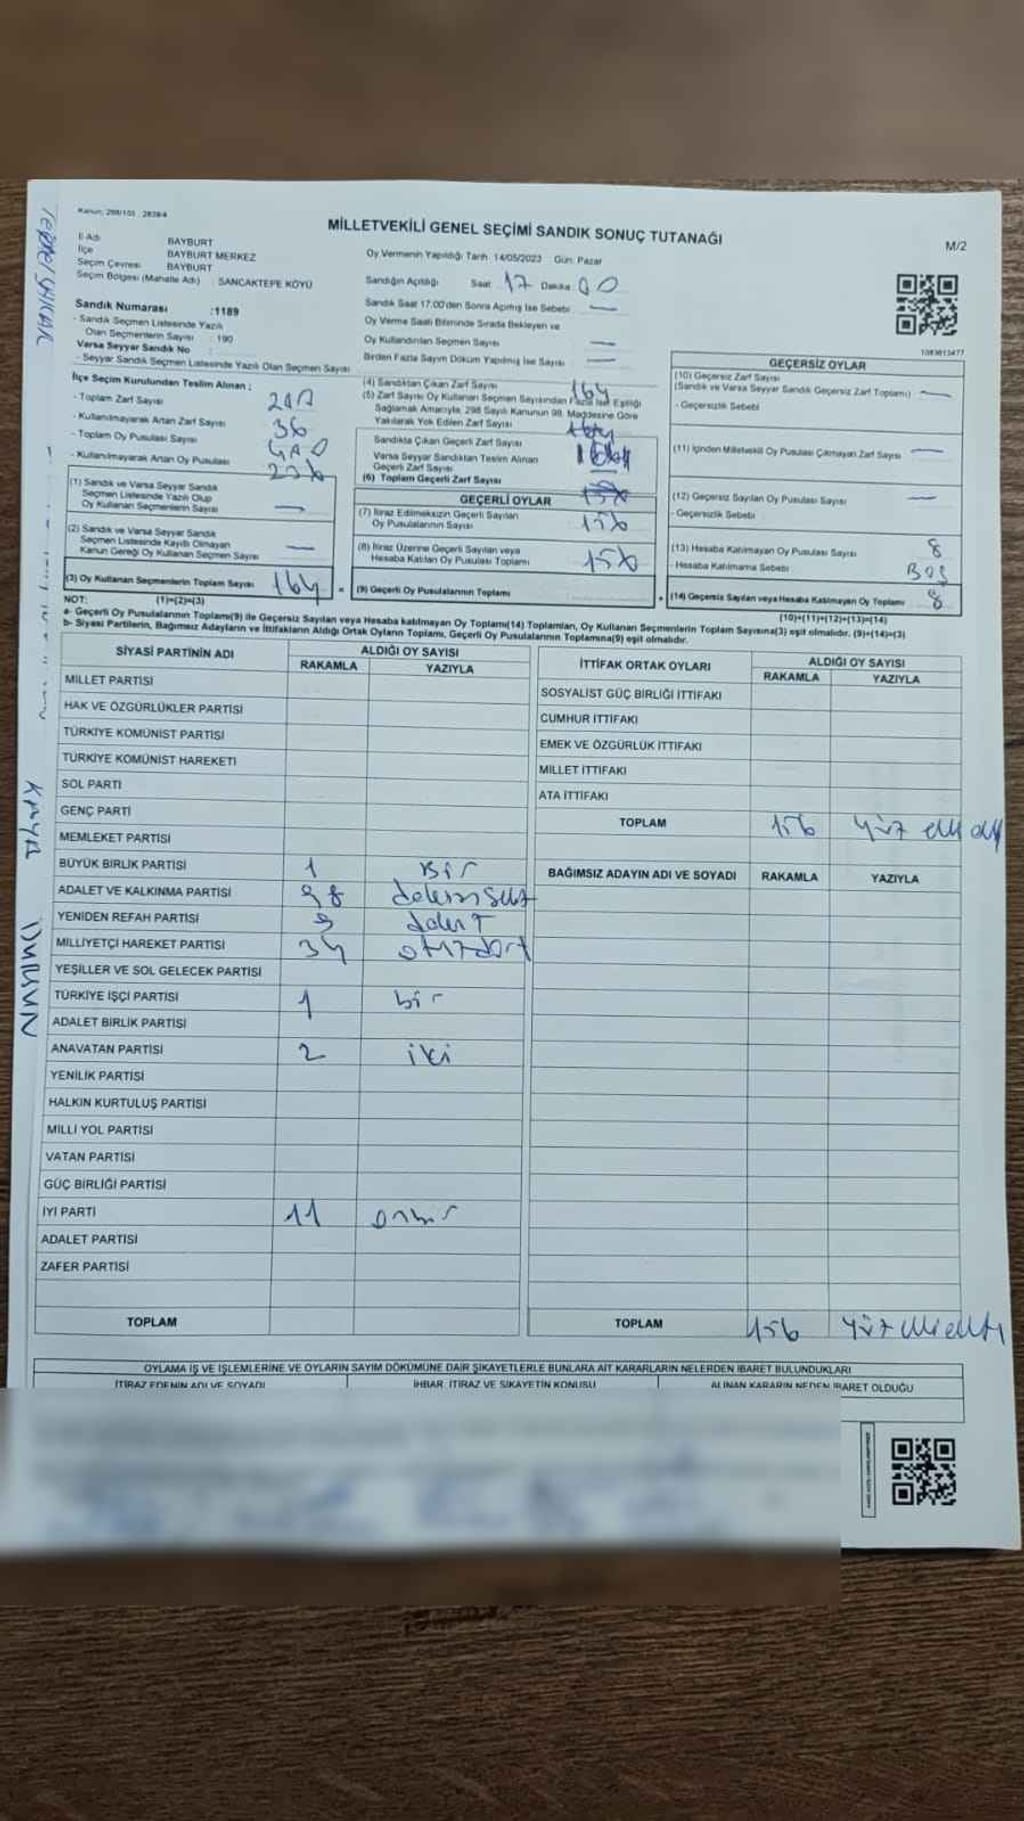 Kanun: 298/105 , 2839/4
MİLLETVEKİLİ GENEL SEÇİMİ SANDIK SONUÇ TUTANAĞI
M/2
İl Adı BAYBURT
İlçe BAYBURT MERKEZ
Seçim Çevresi BAYBURT
Seçim Bölgesi (Mahalle Adı) : SANCAKTEPE KÖYÜ
Oy Vermenin Yapıldığı Tarih: 14/05/2023 Gün: Pazar
Sandığın Açıldığı Saat 17 Dakika 00
Sandık Saat 17:00'den Sonra Açılmış İse Sebebi —
Oy Verme Saati Bitiminde Sırada Bekleyen ve
Oy Kullandırılan Seçmen Sayısı —
Birden Fazla Sayım Döküm Yapılmış İse Sayısı —
Sandık Numarası :1189
- Sandık Seçmen Listesinde Yazılı
Olan Seçmenlerin Sayısı : 190
Varsa Seyyar Sandık No
- Seyyar Sandık Seçmen Listesinde Yazılı Olan Seçmen Sayısı
İlçe Seçim Kurulundan Teslim Alınan ;
- Toplam Zarf Sayısı
- Kullanılmayarak Artan Zarf Sayısı 36
- Toplam Oy Pusulası Sayısı
- Kullanılmayarak Artan Oy Pusulası
(1) Sandık ve Varsa Seyyar Sandık
Seçmen Listesinde Yazılı Olup
Oy Kullanan Seçmenlerin Sayısı —
(2) Sandık ve Varsa Seyyar Sandık
Seçmen Listesinde Kayıtlı Olmayan
Kanun Gereği Oy Kullanan Seçmen Sayısı —
(3) Oy Kullanan Seçmenlerin Toplam Sayısı 164 =
(4) Sandıktan Çıkan Zarf Sayısı 164
(5) Zarf Sayısı Oy Kullanan Seçmen Sayısından Fazla İse Eşitliği
Sağlamak Amacıyla, 298 Sayılı Kanunun 98. Maddesine Göre
Yakılarak Yok Edilen Zarf Sayısı
Sandıkta Çıkan Geçerli Zarf Sayısı
Varsa Seyyar Sandıktan Teslim Alınan
Geçerli Zarf Sayısı
(6) Toplam Geçerli Zarf Sayısı
GEÇERLİ OYLAR
(7) İtiraz Edilmeksizin Geçerli Sayılan
Oy Pusulalarının Sayısı 156
(8) İtiraz Üzerine Geçerli Sayılan veya
Hesaba Katılan Oy Pusulası Toplamı 156
(9) Geçerli Oy Pusulalarının Toplamı +
1083613477
GEÇERSİZ OYLAR
(10) Geçersiz Zarf Sayısı
(Sandık ve Varsa Seyyar Sandık Geçersiz Zarf Toplamı) —
- Geçersizlik Sebebi
(11) İçinden Milletvekili Oy Pusulası Çıkmayan Zarf Sayısı —
(12) Geçersiz Sayılan Oy Pusulası Sayısı —
- Geçersizlik Sebebi
(13) Hesaba Katılmayan Oy Pusulası Sayısı 8
- Hesaba Katılmama Sebebi BOŞ
(14) Geçersiz Sayılan veya Hesaba Katılmayan Oy Toplamı 8
NOT: (1)+(2)=(3)
(10)+(11)+(12)+(13)=(14)
a- Geçerli Oy Pusulalarının Toplamı(9) ile Geçersiz Sayılan veya Hesaba katılmayan Oy Toplamı(14) Toplamları, Oy Kullanan Seçmenlerin Toplam Sayısına(3) eşit olmalıdır. (9)+(14)=(3)
b- Siyasi Partilerin, Bağımsız Adayların ve İttifakların Aldığı Ortak Oyların Toplamı, Geçerli Oy Pusulalarının Toplamına(9) eşit olmalıdır.
SİYASİ PARTİNİN ADI ALDIĞI OY SAYISI
RAKAMLA YAZIYLA
MİLLET PARTİSİ
HAK VE ÖZGÜRLÜKLER PARTİSİ
TÜRKİYE KOMÜNİST PARTİSİ
TÜRKİYE KOMÜNİST HAREKETİ
SOL PARTİ
GENÇ PARTİ
MEMLEKET PARTİSİ
BÜYÜK BİRLİK PARTİSİ 1 Bir
ADALET VE KALKINMA PARTİSİ 98
YENİDEN REFAH PARTİSİ 9
MİLLİYETÇİ HAREKET PARTİSİ 34 otuzdört
YEŞİLLER VE SOL GELECEK PARTİSİ
TÜRKİYE İŞÇİ PARTİSİ 1 bir
ADALET BİRLİK PARTİSİ
ANAVATAN PARTİSİ 2 iki
YENİLİK PARTİSİ
HALKIN KURTULUŞ PARTİSİ
MİLLİ YOL PARTİSİ
VATAN PARTİSİ
GÜÇ BİRLİĞİ PARTİSİ
İYİ PARTİ 11 onbir
ADALET PARTİSİ
ZAFER PARTİSİ
TOPLAM
İTTİFAK ORTAK OYLARI ALDIĞI OY SAYISI
RAKAMLA YAZIYLA
SOSYALİST GÜÇ BİRLİĞİ İTTİFAKI
CUMHUR İTTİFAKI
EMEK VE ÖZGÜRLÜK İTTİFAKI
MİLLET İTTİFAKI
ATA İTTİFAKI
TOPLAM 156
BAĞIMSIZ ADAYIN ADI VE SOYADI RAKAMLA YAZIYLA
TOPLAM 156 yüz elli altı
OYLAMA İŞ VE İŞLEMLERİNE VE OYLARIN SAYIM DÖKÜMÜNE DAİR ŞİKAYETLERLE BUNLARA AİT KARARLARIN NELERDEN İBARET BULUNDUKLARI
İTİRAZ EDENİN ADI VE SOYADI İHBAR, İTİRAZ VE ŞİKAYETİN KONUSU ALINAN KARARIN NEDEN İBARET OLDUĞU